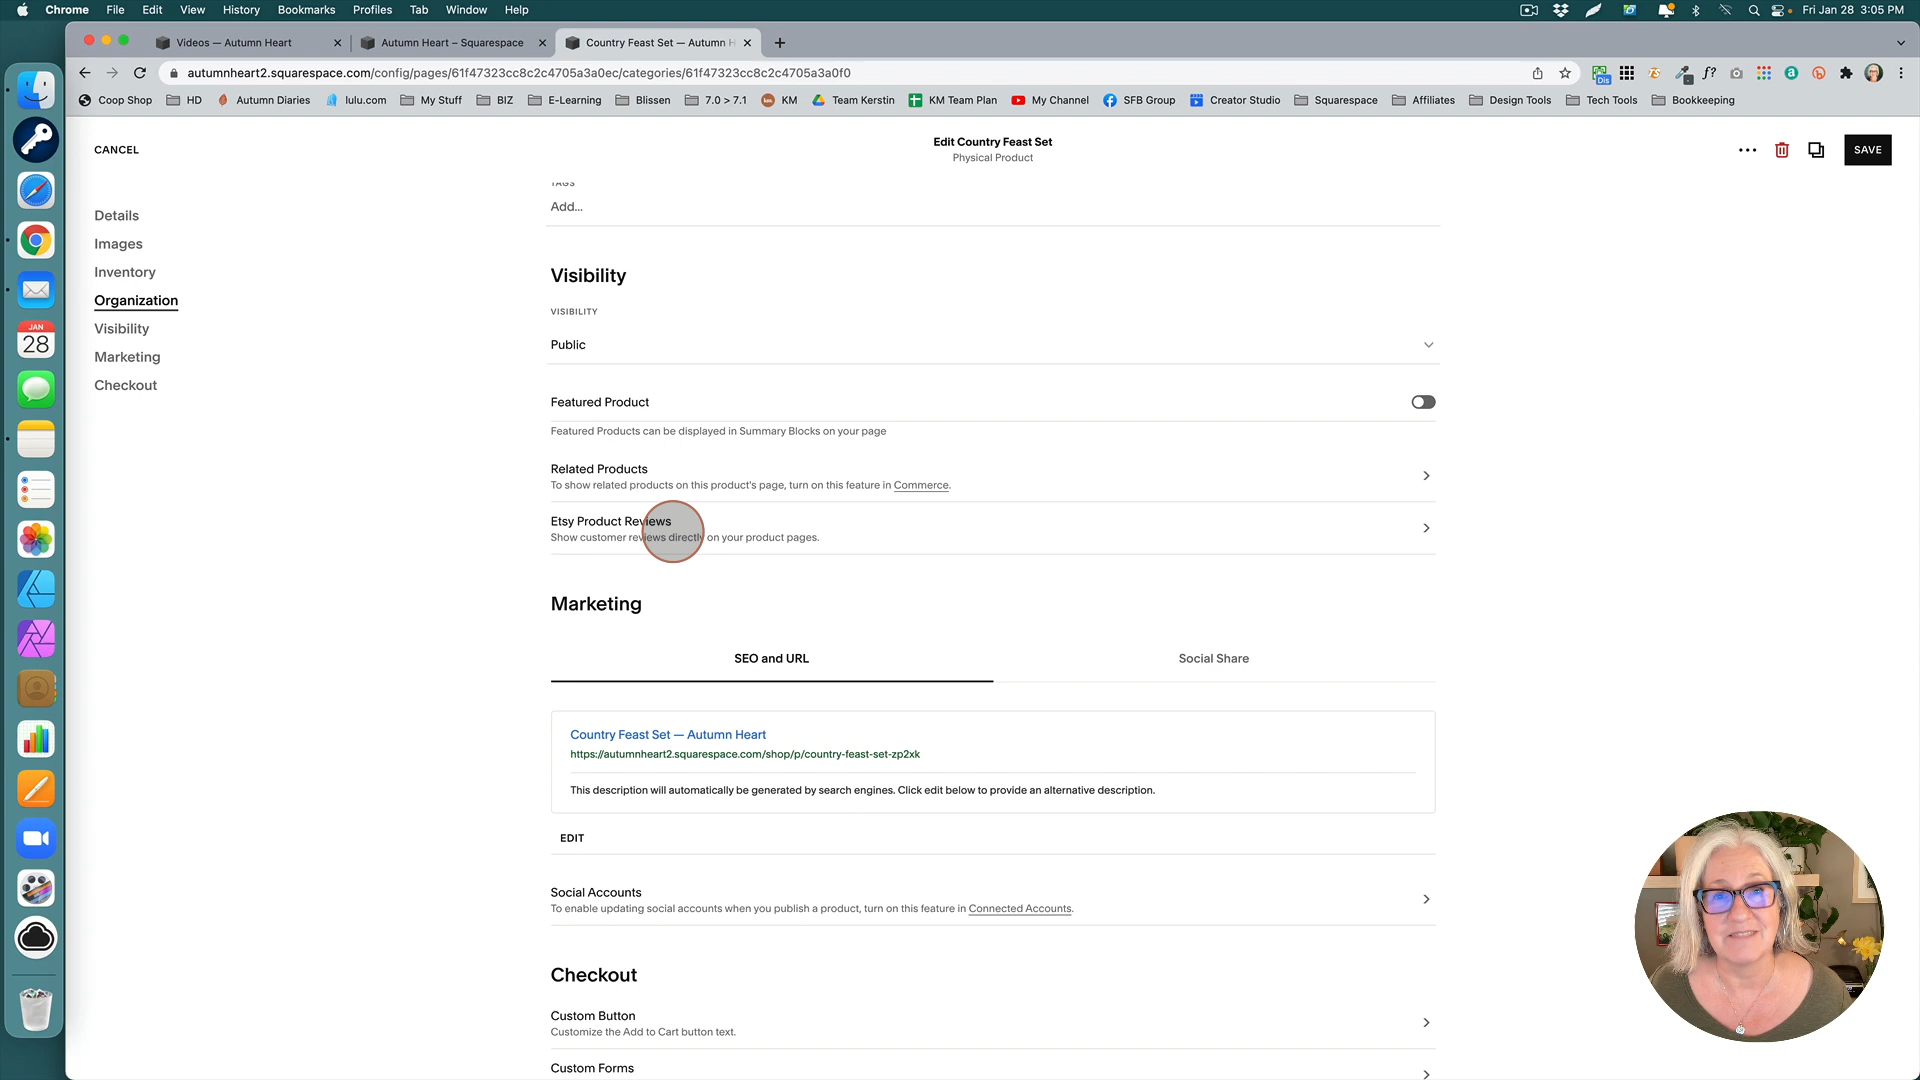 Chrome File Edit View History Bookmarks Profiles Tab Window Help
Fri Jan 28 3:05 PM
Videos — Autumn Heart
Autumn Heart – Squarespace
Country Feast Set — Autumn H
autumnheart2.squarespace.com/config/pages/61f47323cc8c2c4705a3a0ec/categories/61f47323cc8c2c4705a3a0f0
Dis
f?
Coop Shop HD Autumn Diaries lulu.com My Stuff BIZ E-Learning Blissen 7.0 > 7.1 KM Team Kerstin KM Team Plan My Channel SFB Group Creator Studio Squarespace Affiliates Design Tools Tech Tools Bookkeeping
CANCEL
Edit Country Feast Set
Physical Product
SAVE
Details
Images
Inventory
Organization
Visibility
Marketing
Checkout
JAN
28
TAGS
Add...
Visibility
VISIBILITY
Public
Featured Product
Featured Products can be displayed in Summary Blocks on your page
Related Products
To show related products on this product's page, turn on this feature in Commerce.
Etsy Product Reviews
Show customer reviews directly on your product pages.
Marketing
SEO and URL
Social Share
Country Feast Set — Autumn Heart
https://autumnheart2.squarespace.com/shop/p/country-feast-set-zp2xk
This description will automatically be generated by search engines. Click edit below to provide an alternative description.
EDIT
Social Accounts
To enable updating social accounts when you publish a product, turn on this feature in Connected Accounts.
Checkout
Custom Button
Customize the Add to Cart button text.
Custom Forms